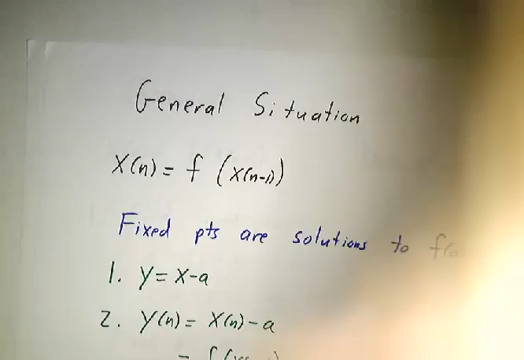 General Situation
X(n) = f (X(n-1))
Fixed pts are solutions to
1. y = x-a
2. y(n) = X(n)-a